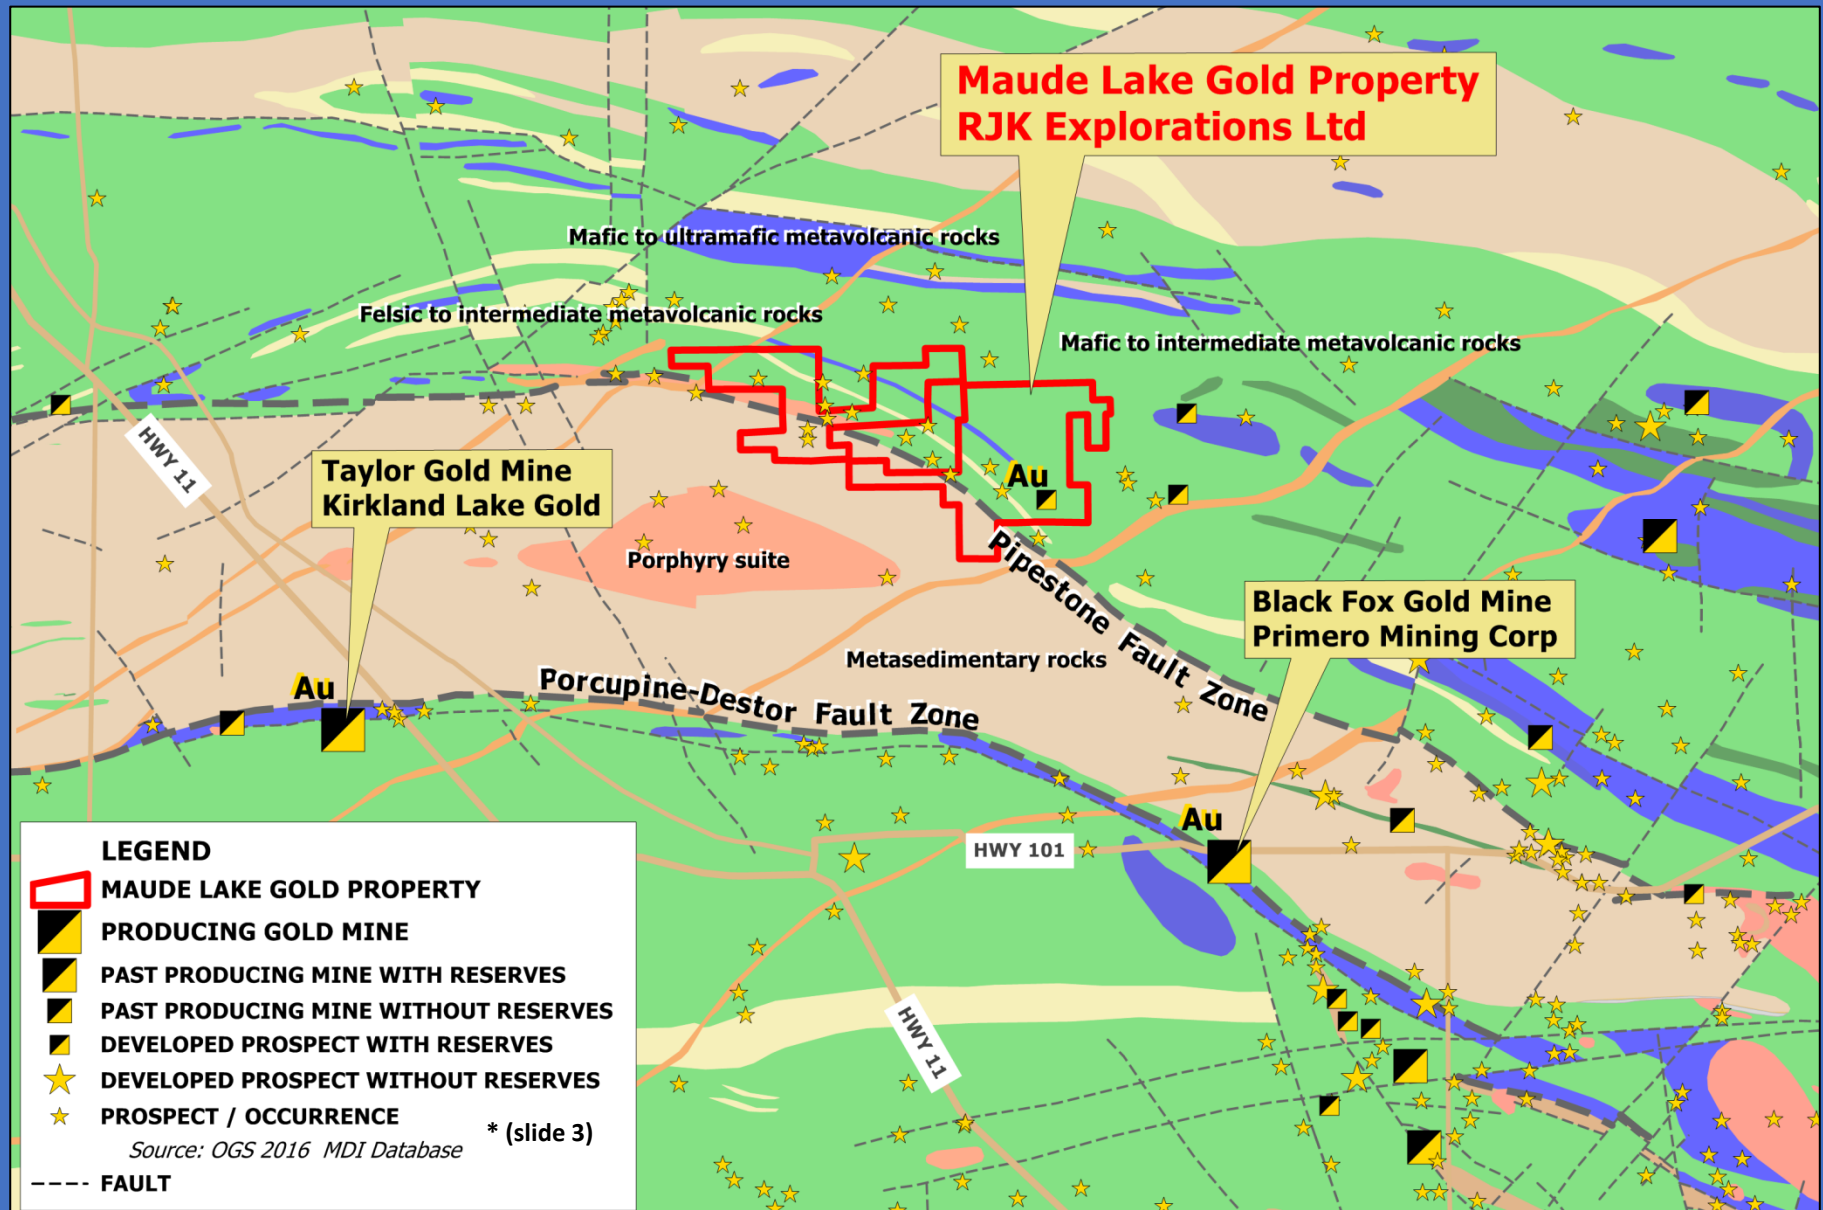 Maude Lake Gold Property
RJK Explorations Ltd
Mafic to ultramafic metavolcanic rocks
Felsic to intermediate metavolcanic rocks
Mafic to intermediate metavolcanic rocks
HWY 11
Taylor Gold Mine
Kirkland Lake Gold
Au
Porphyry suite
Pipestone Fault Zone
Black Fox Gold Mine
Primero Mining Corp
Metasedimentary rocks
Au
Porcupine-Destor Fault Zone
Au
HWY 101
HWY 11
LEGEND
MAUDE LAKE GOLD PROPERTY
PRODUCING GOLD MINE
PAST PRODUCING MINE WITH RESERVES
PAST PRODUCING MINE WITHOUT RESERVES
DEVELOPED PROSPECT WITH RESERVES
DEVELOPED PROSPECT WITHOUT RESERVES
PROSPECT / OCCURRENCE
* (slide 3)
Source: OGS 2016 MDI Database
FAULT